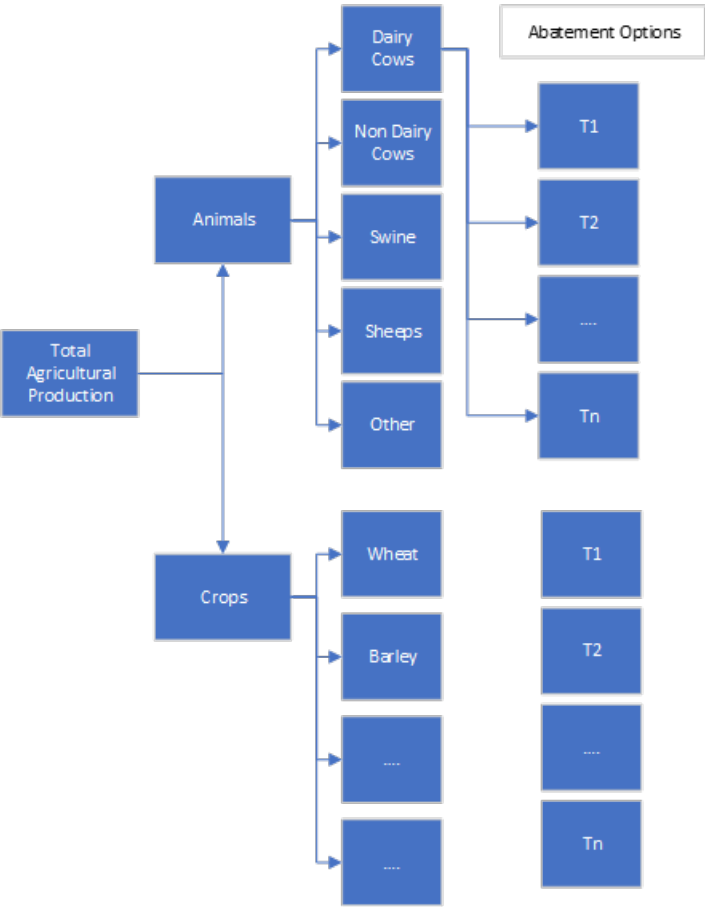 Dairy
Cows
Abatement Options
T1
Non Dairy
Cows
Animals
Swine
T2
Sheeps
....
Total
Agricultural
Production
Other
Tn
Wheat
T1
Crops
Barley
T2
....
....
....
Tn